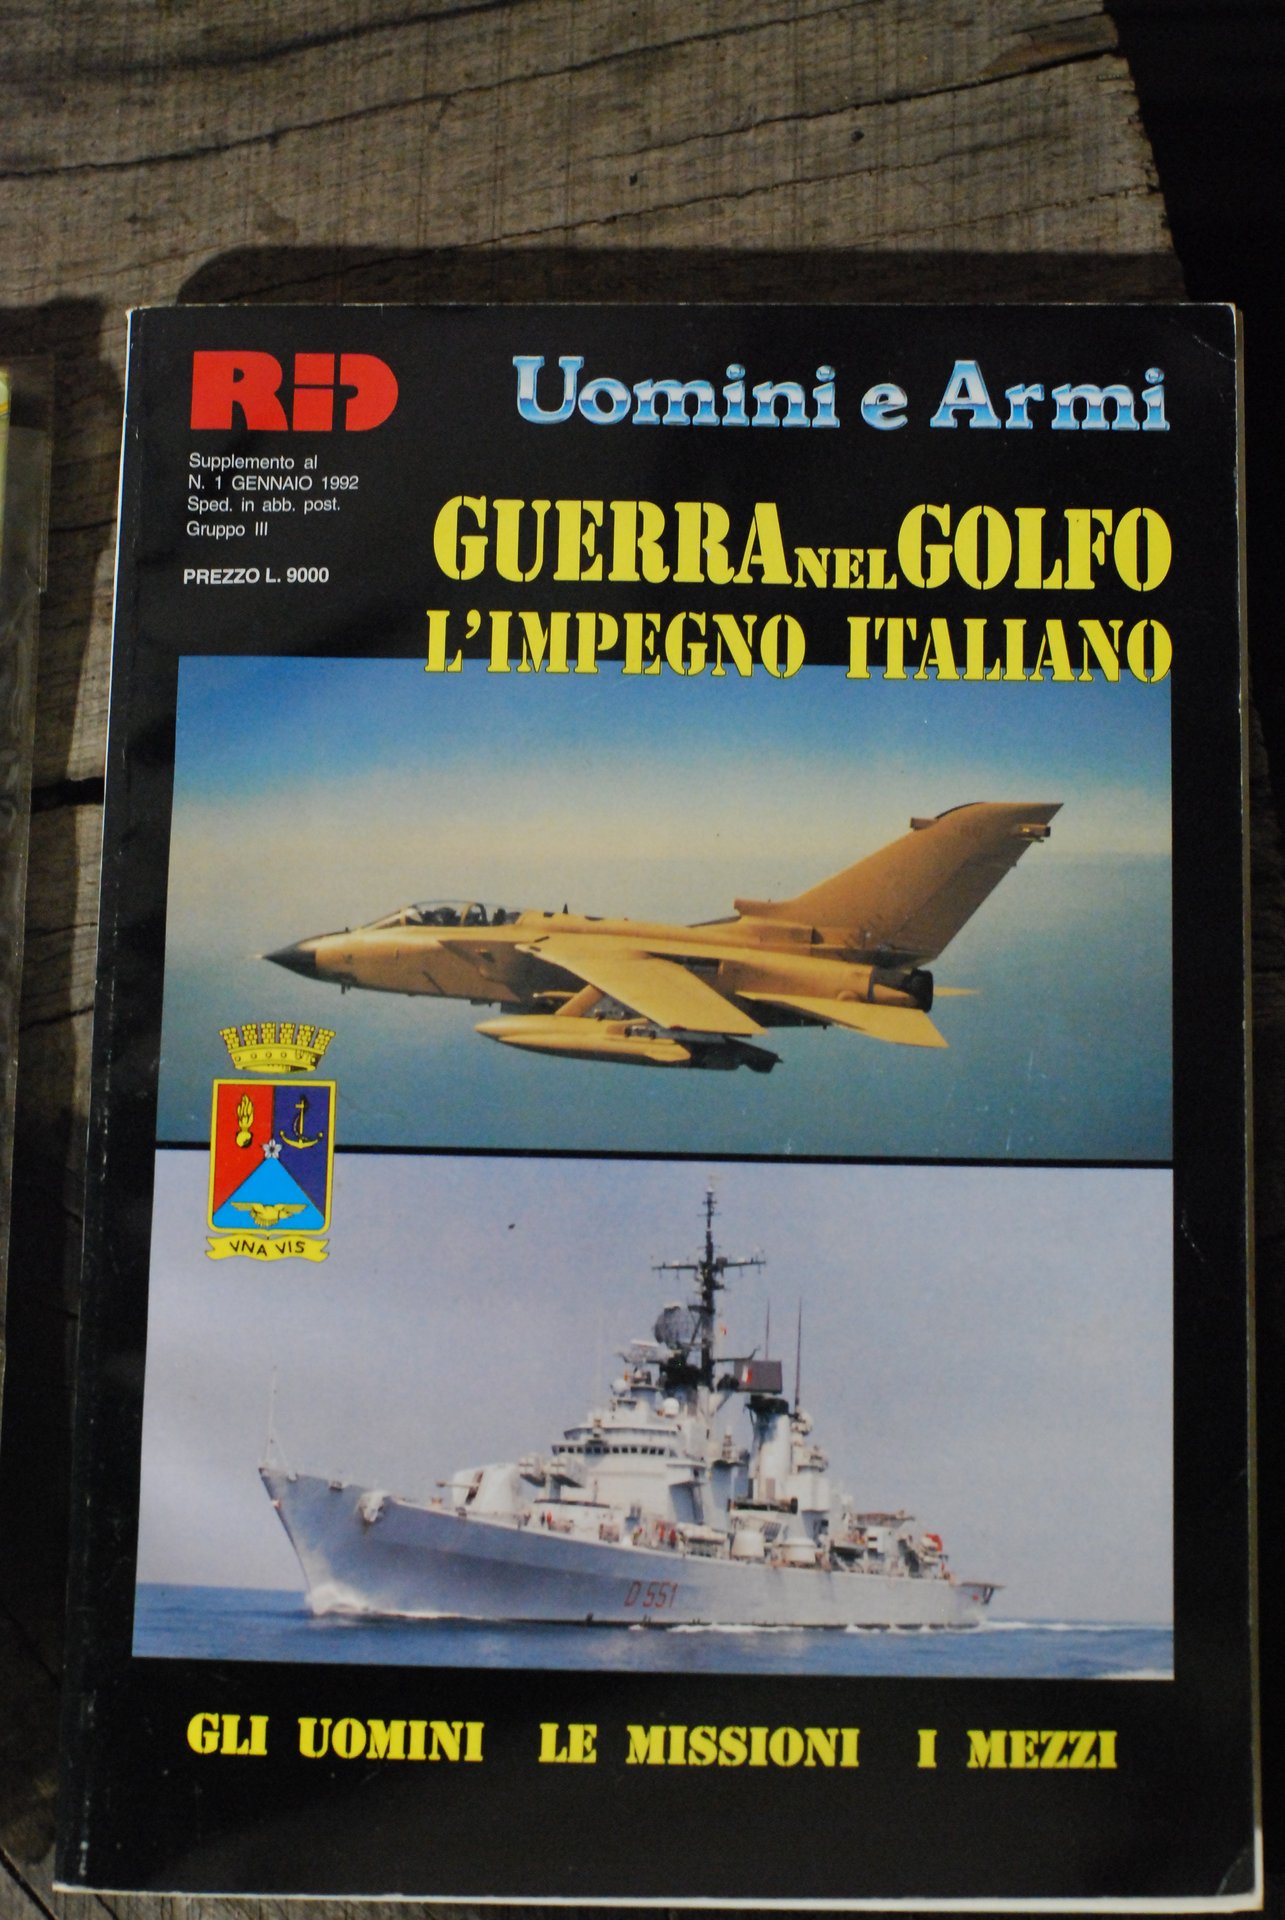 RID
Uomini e Armi
Supplemento al
N. 1 GENNAIO 1992
Sped. in abb. post.
Gruppo III
PREZZO L. 9000
GUERRA NEL GOLFO
L'IMPEGNO ITALIANO
VNA VIS
D 551
GLI UOMINI LE MISSIONI I MEZZI